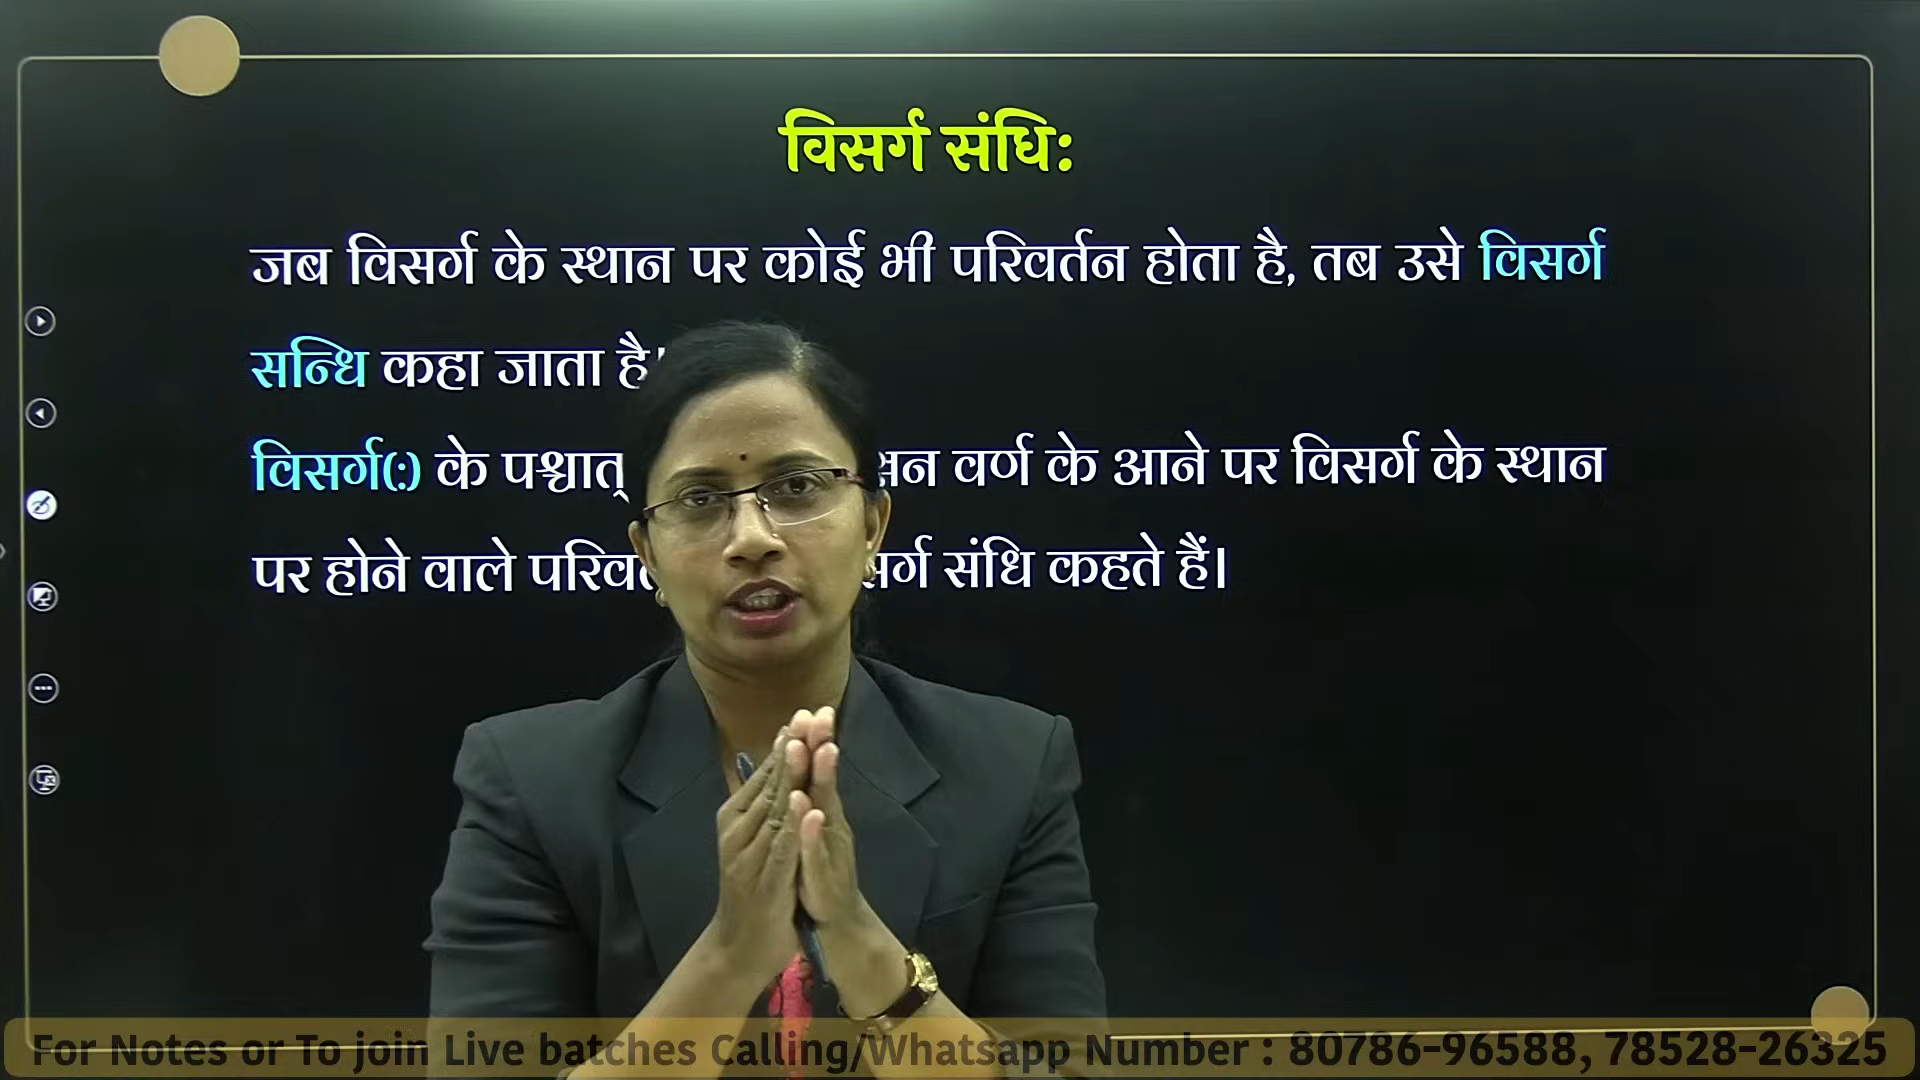 विसर्ग संधि:
जब विसर्ग के स्थान पर कोई भी परिवर्तन होता है, तब उसे विसर्ग
सन्धि कहा जाता है।
विसर्ग(:) के पश्चात् वर्ण के आने पर विसर्ग के स्थान
पर होने वाले संधि कहते हैं।
For Notes or To join Live batches Calling/Whatsapp Number : 80786-96588, 78528-26325